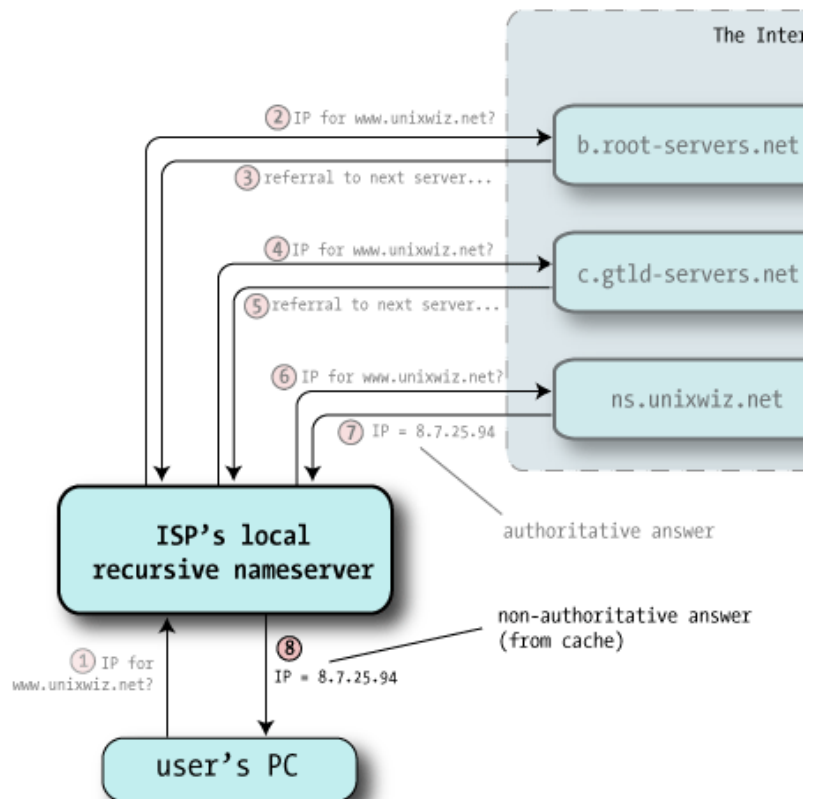 The Inter
2 IP for www.unixwiz.net?
b.root-servers.net
3 referral to next server...
4 IP for www.unixwiz.net?
c.gtld-servers.net
5 referral to next server...
6 IP for www.unixwiz.net?
ns.unixwiz.net
7 IP = 8.7.25.94
authoritative answer
ISP's local
recursive nameserver
non-authoritative answer
(from cache)
8
IP = 8.7.25.94
1 IP for
www.unixwiz.net?
user's PC